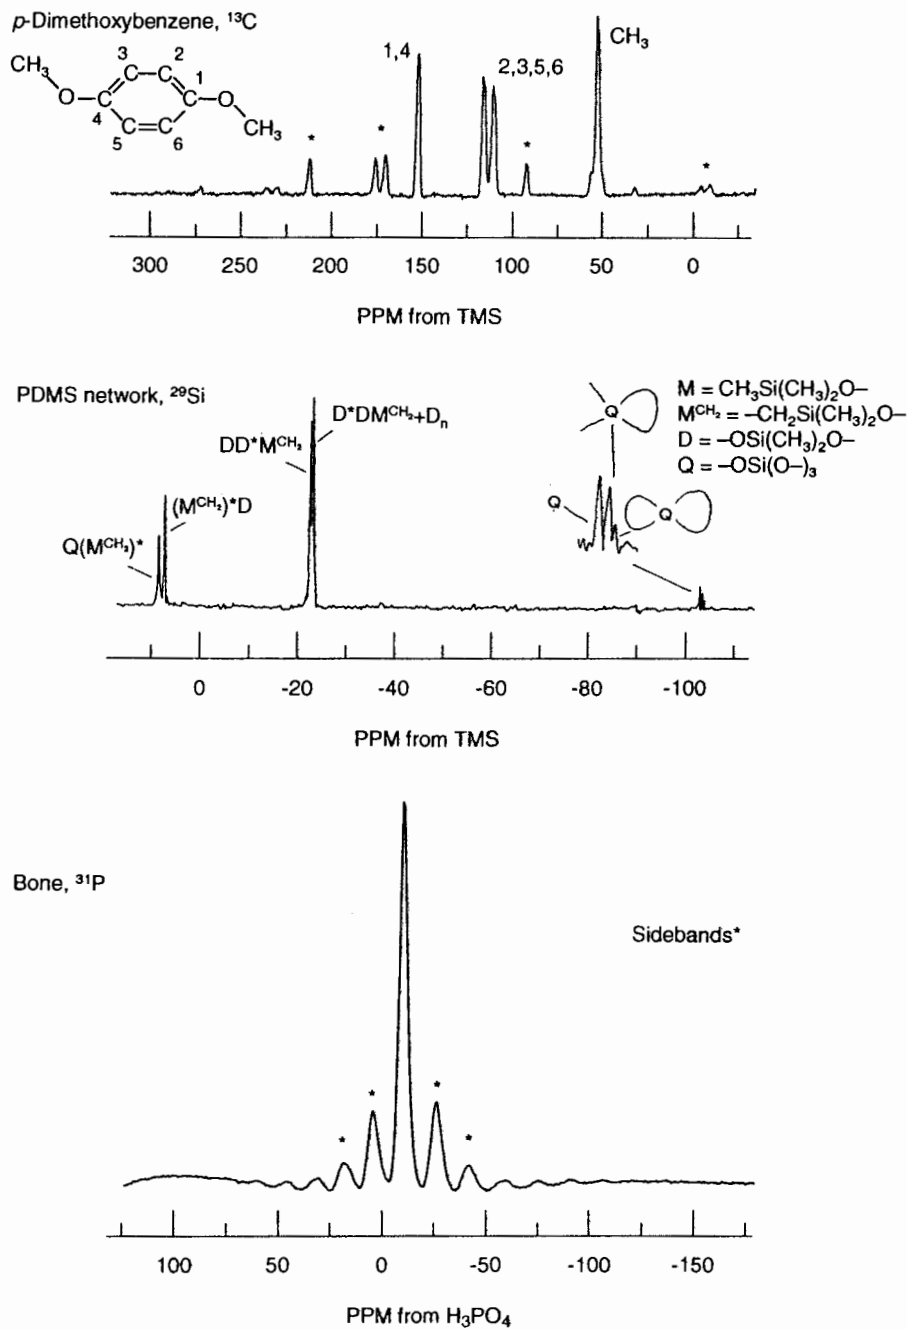 p-Dimethoxybenzene, ¹³C
CH₃
3 2
1
O C C C C O
4
C C
5 6
CH₃
* * 1,4 2,3,5,6 * CH₃ *
300 250 200 150 100 50 0
PPM from TMS
PDMS network, ²⁹Si
Q(M^CH₂)*
(M^CH₂)*D
DD*M^CH₂
D*DM^CH₂+Dₙ
Q
Q
Q
M = CH₃Si(CH₃)₂O–
M^CH₂ = –CH₂Si(CH₃)₂O–
D = –OSi(CH₃)₂O–
Q = –OSi(O–)₃
0 -20 -40 -60 -80 -100
PPM from TMS
Bone, ³¹P
Sidebands*
* * * *
100 50 0 -50 -100 -150
PPM from H₃PO₄